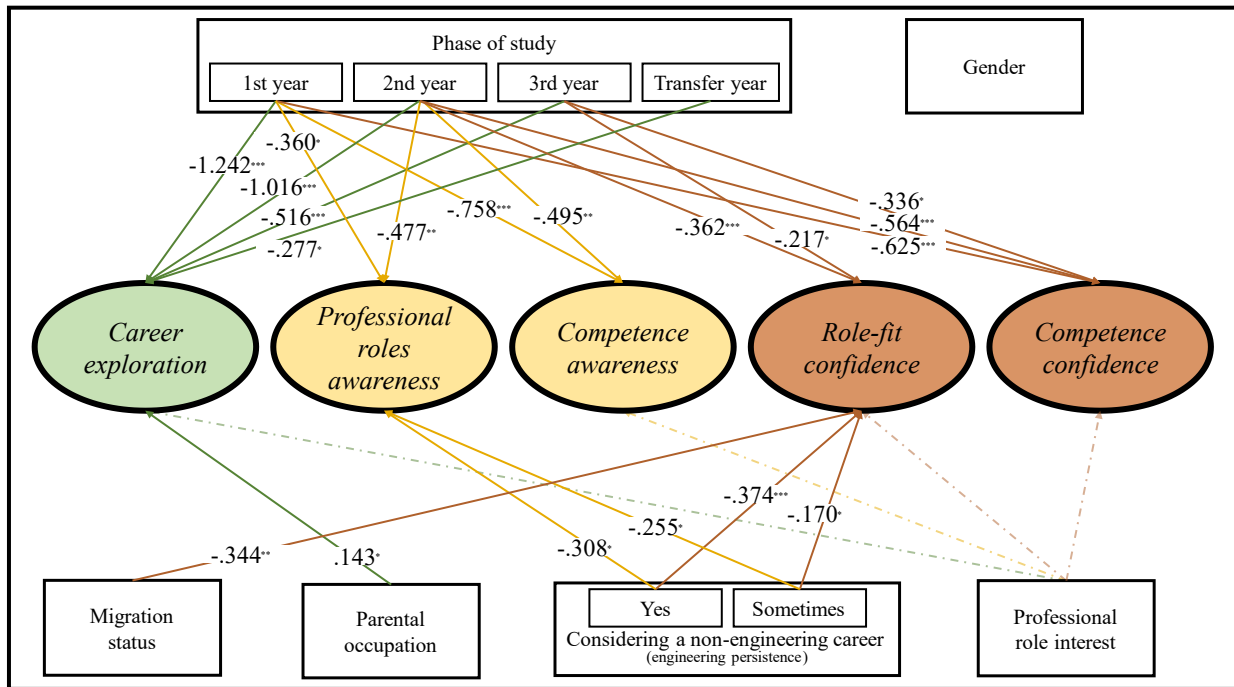 Phase of study
1st year
2nd year
3rd year
Transfer year
Gender
-.360*
-1.242***
-1.016***
-.516***
-.277*
-.477**
-.758***
-.495**
-.362***
-.217*
-.336*
-.564***
-.625***
Career
exploration
Professional
roles
awareness
Competence
awareness
Role-fit
confidence
Competence
confidence
-.344**
.143*
-.308*
-.255*
-.374***
-.170*
Migration
status
Parental
occupation
Yes
Sometimes
Considering a non-engineering career
(engineering persistence)
Professional
role interest